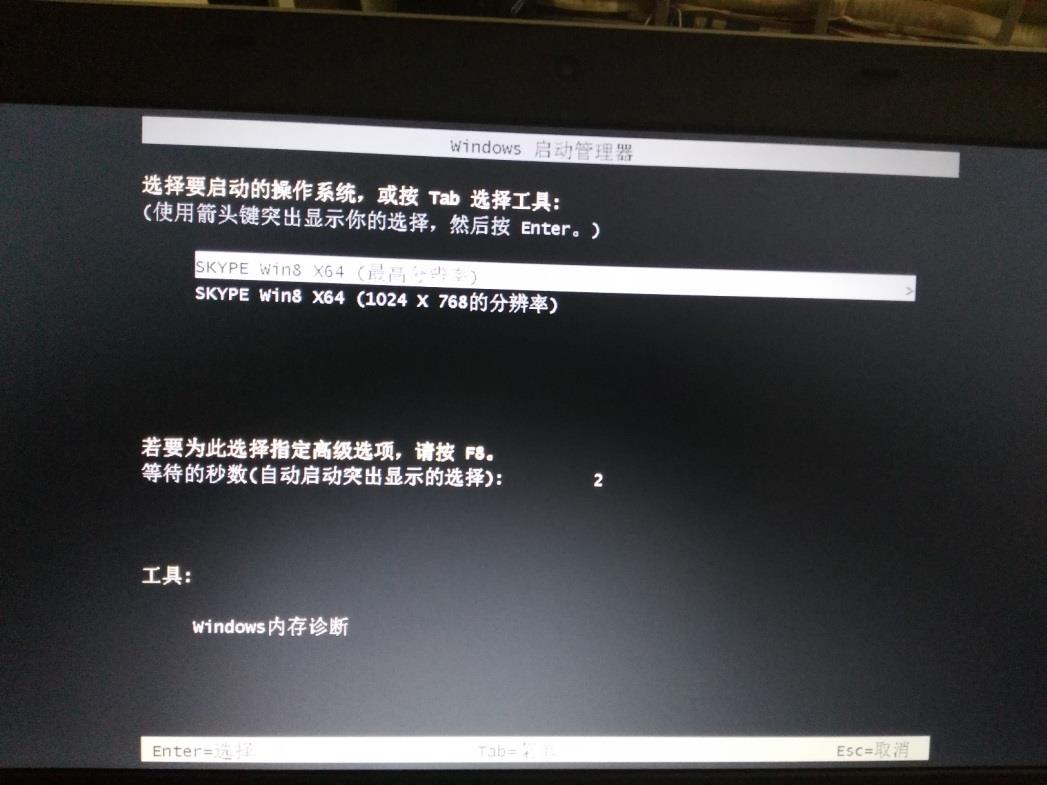 Windows 启动管理器
选择要启动的操作系统，或按 Tab 选择工具:
(使用箭头键突出显示你的选择，然后按 Enter。)
SKYPE Win8 X64 (最高分辨率) >
SKYPE Win8 X64 (1024 X 768的分辨率)
若要为此选择指定高级选项，请按 F8。
等待的秒数(自动启动突出显示的选择): 2
工具:
Windows内存诊断
Enter=选择 Tab= Esc=取消